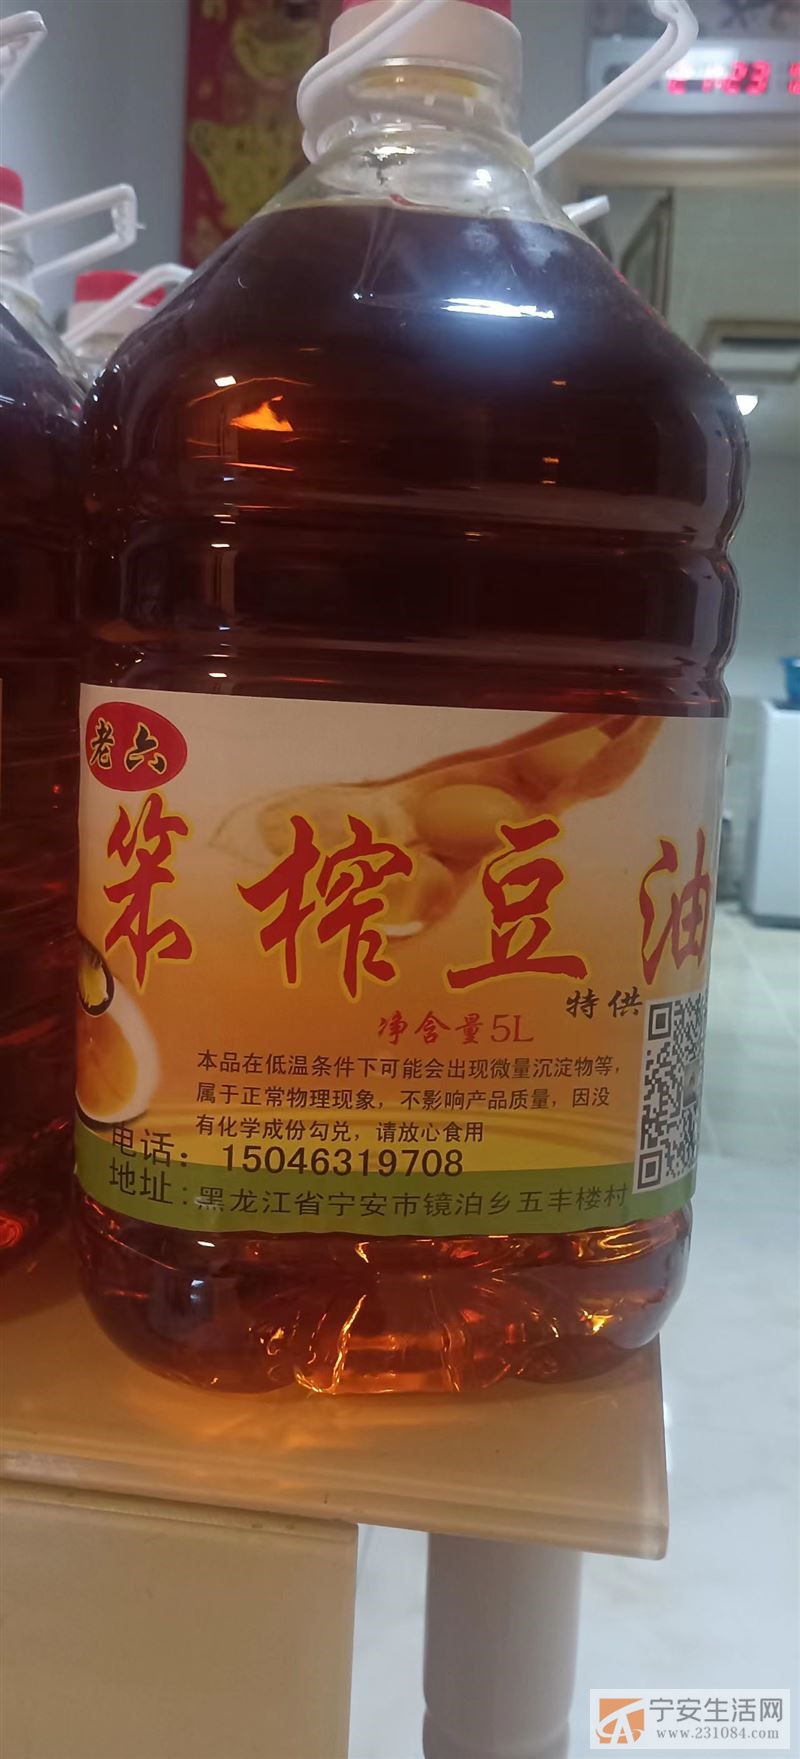 老六
笨榨豆油
特供
净含量5L
本品在低温条件下可能会出现微量沉淀物等，
属于正常物理现象，不影响产品质量，因没
有化学成份勾兑，请放心食用
电话：15046319708
地址：黑龙江省宁安市镜泊乡五丰楼村
宁安生活网
www.231084.com